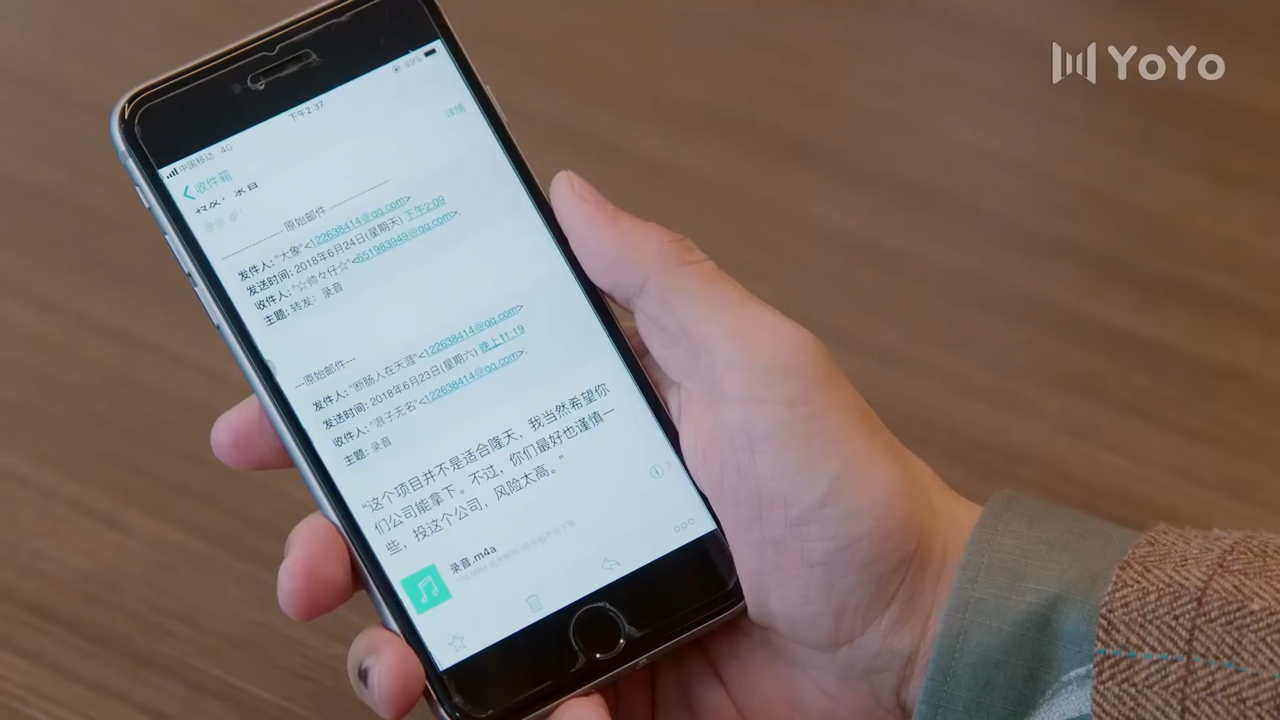 YoYo
中国移动 4G
下午2:37
89%
收件箱
详情
原始邮件
发件人: "大象"<122638414@qq.com>
发送时间: 2018年6月24日(星期天) 下午2:09
收件人: "☆帅々仔☆"<651983949@qq.com>;
主题: 转发: 录音
---原始邮件---
发件人: "断肠人在天涯"<122638414@qq.com>
发送时间: 2018年6月23日(星期六) 晚上11:19
收件人: "浪子无名"<122638414@qq.com>;
主题: 录音
"这个项目并不是适合隆天，我当然希望你
们公司能拿下。不过，你们最好也谨慎一
些，投这个公司，风险太高。"
录音.m4a